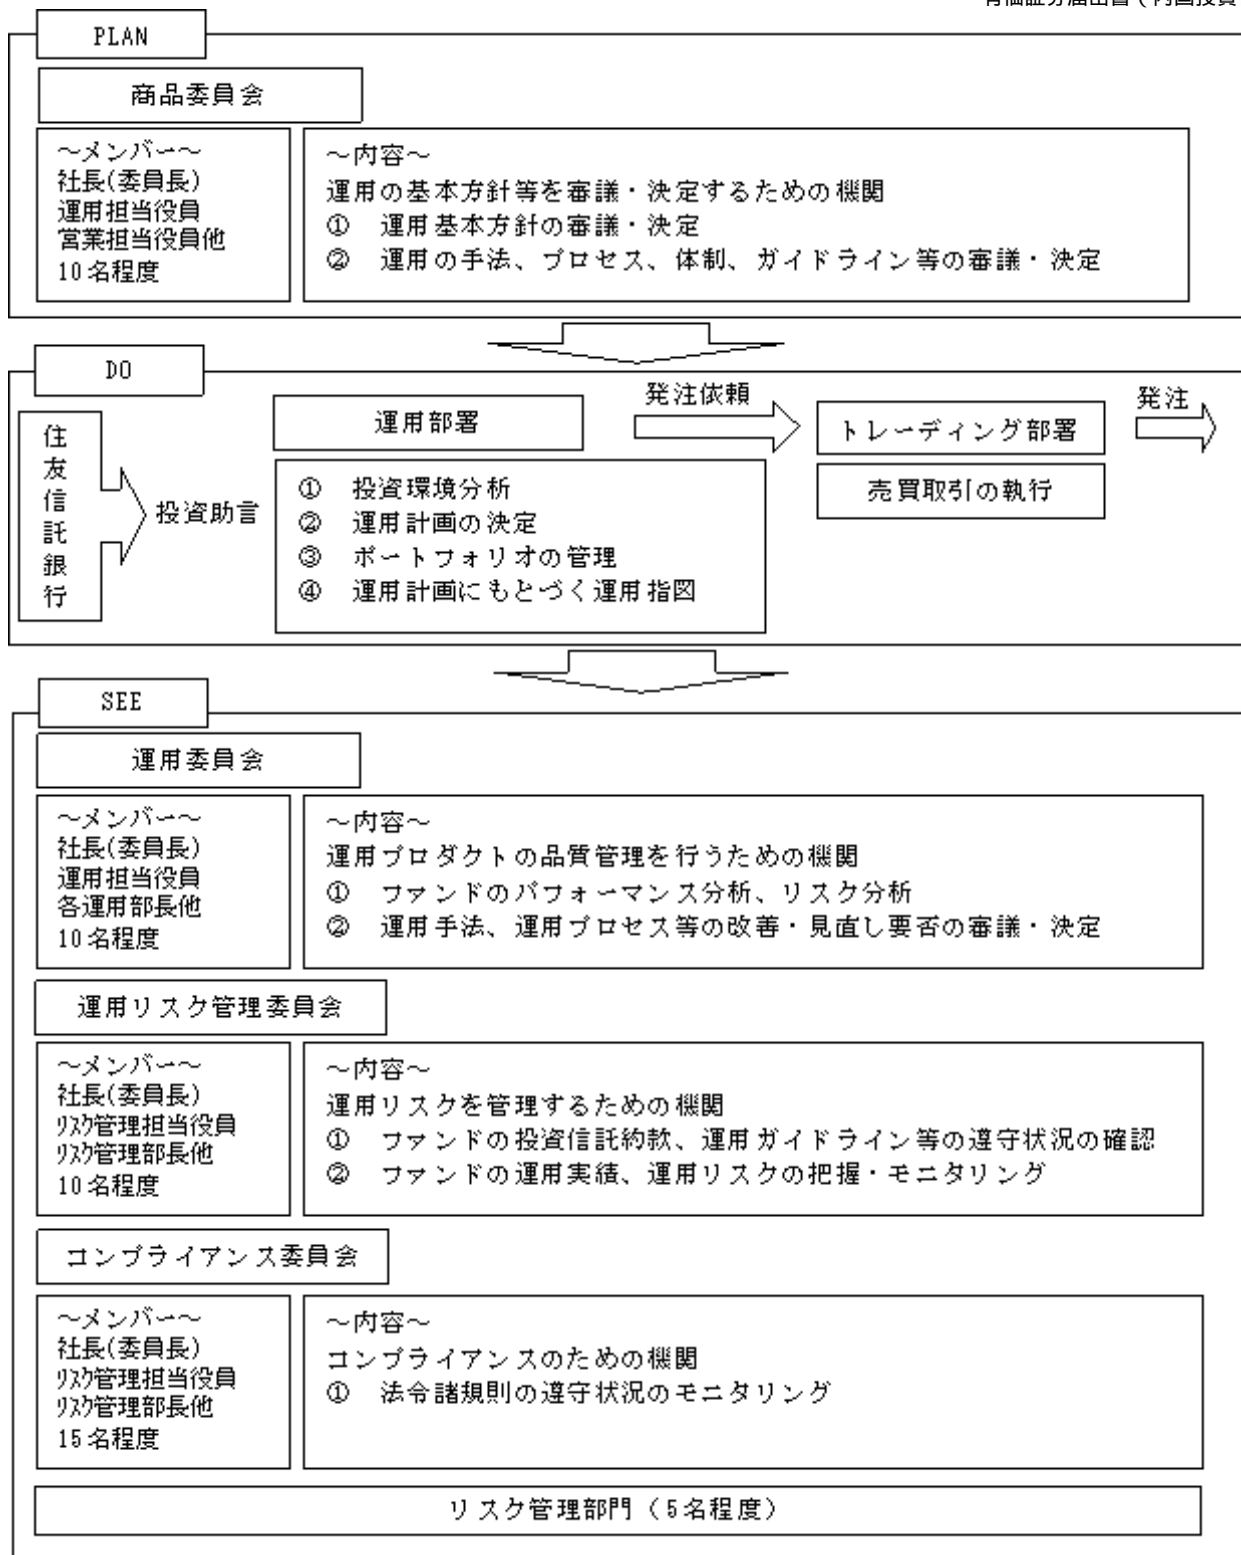 PLAN
商品委員会
～メンバー～
社長(委員長)
運用担当役員
営業担当役員他
10名程度
～内容～
運用の基本方針等を審議・決定するための機関
① 運用基本方針の審議・決定
② 運用の手法、プロセス、体制、ガイドライン等の審議・決定
DO
住友信託銀行
投資助言
運用部署
① 投資環境分析
② 運用計画の決定
③ ポートフォリオの管理
④ 運用計画にもとづく運用指図
発注依頼
トレーディング部署
売買取引の執行
発注
SEE
運用委員会
～メンバー～
社長(委員長)
運用担当役員
各運用部長他
10名程度
～内容～
運用プロダクトの品質管理を行うための機関
① ファンドのパフォーマンス分析、リスク分析
② 運用手法、運用プロセス等の改善・見直し要否の審議・決定
運用リスク管理委員会
～メンバー～
社長(委員長)
ﾘｽｸ管理担当役員
ﾘｽｸ管理部長他
10名程度
～内容～
運用リスクを管理するための機関
① ファンドの投資信託約款、運用ガイドライン等の遵守状況の確認
② ファンドの運用実績、運用リスクの把握・モニタリング
コンプライアンス委員会
～メンバー～
社長(委員長)
ﾘｽｸ管理担当役員
ﾘｽｸ管理部長他
15名程度
～内容～
コンプライアンスのための機関
① 法令諸規則の遵守状況のモニタリング
リスク管理部門（5名程度）